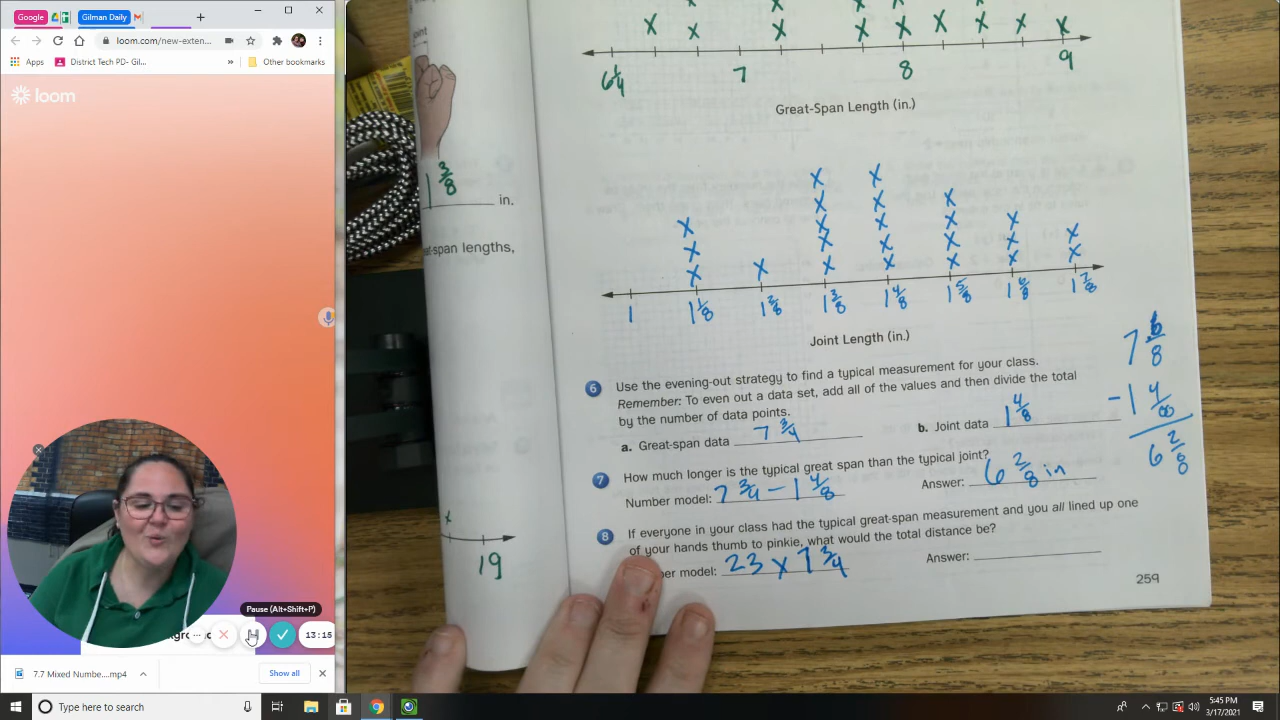 Google
Gilman Daily
loom.com/new-exten...
Apps
District Tech PD- Gil...
Other bookmarks
loom
joint
1 3/8 in.
-span lengths,
x
19
x x x x x x x x
x x x x x x x x x x
6 1/4 7 8 9
Great-Span Length (in.)
x x
x x x
x x x x x x
x x x x x x x
x x x x x x x
1 1 1/8 1 2/8 1 3/8 1 4/8 1 5/8 1 6/8 1 7/8
Joint Length (in.)
6 Use the evening-out strategy to find a typical measurement for your class.
Remember: To even out a data set, add all of the values and then divide the total
by the number of data points.
a. Great-span data 7 3/4 b. Joint data 1 4/8
7 How much longer is the typical great span than the typical joint?
Number model: 7 3/4 - 1 4/8 Answer: 6 2/8 in
8 If everyone in your class had the typical great-span measurement and you all lined up one
of your hands thumb to pinkie, what would the total distance be?
er model: 23 x 7 3/4 Answer:
259
7 6/8
- 1 4/8
6 2/8
Pause (Alt+Shift+P)
13:15
7.7 Mixed Numbe....mp4
Show all
Type here to search
5:45 PM
3/17/2021